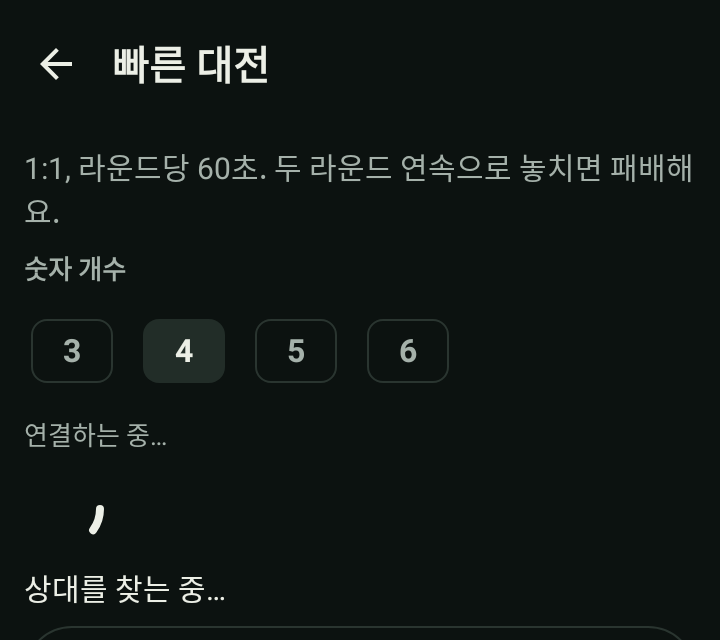 빠른 대전
1:1, 라운드당 60초. 두 라운드 연속으로 놓치면 패배해
요.
숫자 개수
3 4 5 6
연결하는 중...
상대를 찾는 중...